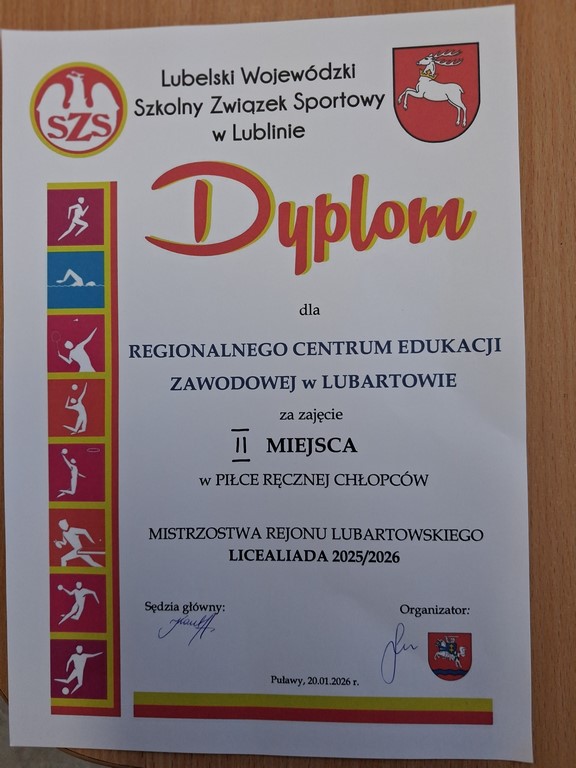 Lubelski Wojewódzki
Szkolny Związek Sportowy
w Lublinie
SZS
Dyplom
dla
REGIONALNEGO CENTRUM EDUKACJI
ZAWODOWEJ w LUBARTOWIE
za zajęcie
II MIEJSCA
w PIŁCE RĘCZNEJ CHŁOPCÓW
MISTRZOSTWA REJONU LUBARTOWSKIEGO
LICEALIADA 2025/2026
Sędzia główny:
Organizator:
Puławy, 20.01.2026 r.